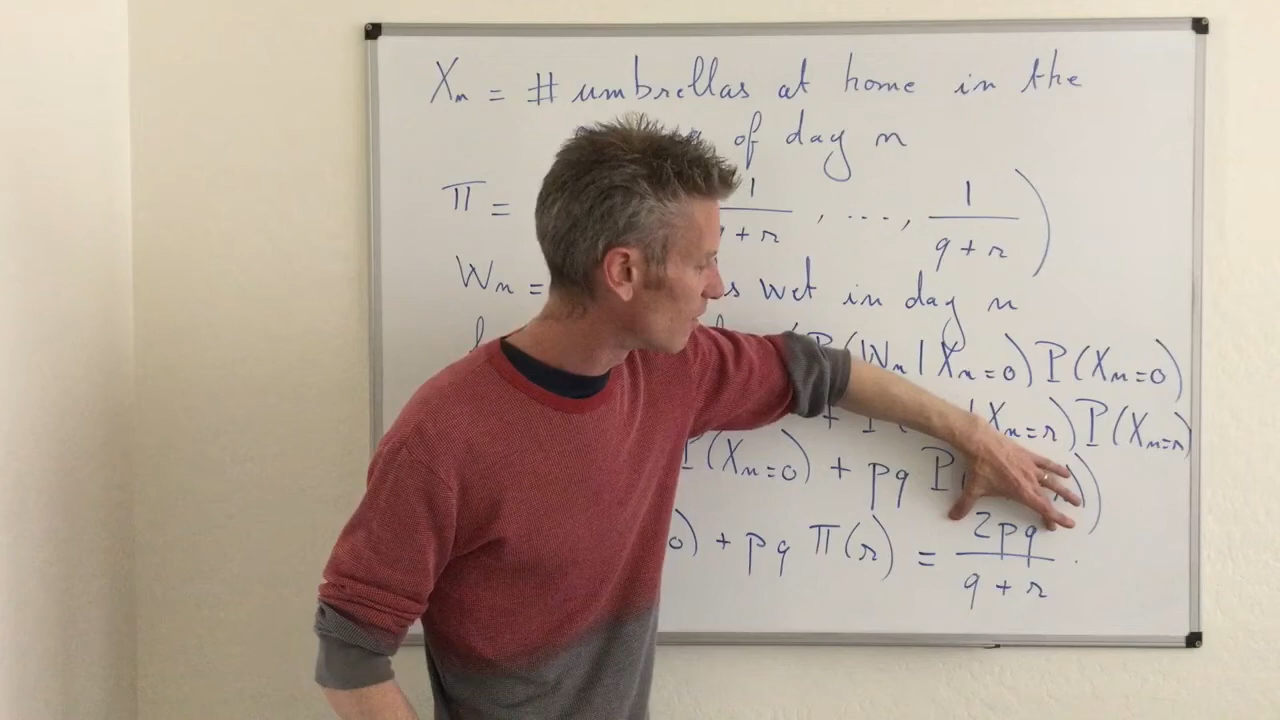 Xn = # umbrellas at home in the
of day n
π = 1/q + r , ...., 1/q + r )
Wn = wet in day n
P(Wn | Xn=0) P(Xn=0)
+ P( Xn=r) P(Xn=r)
P(Xn=0) + pq P( )
0) + pq π(r) = 2pq/q + r .